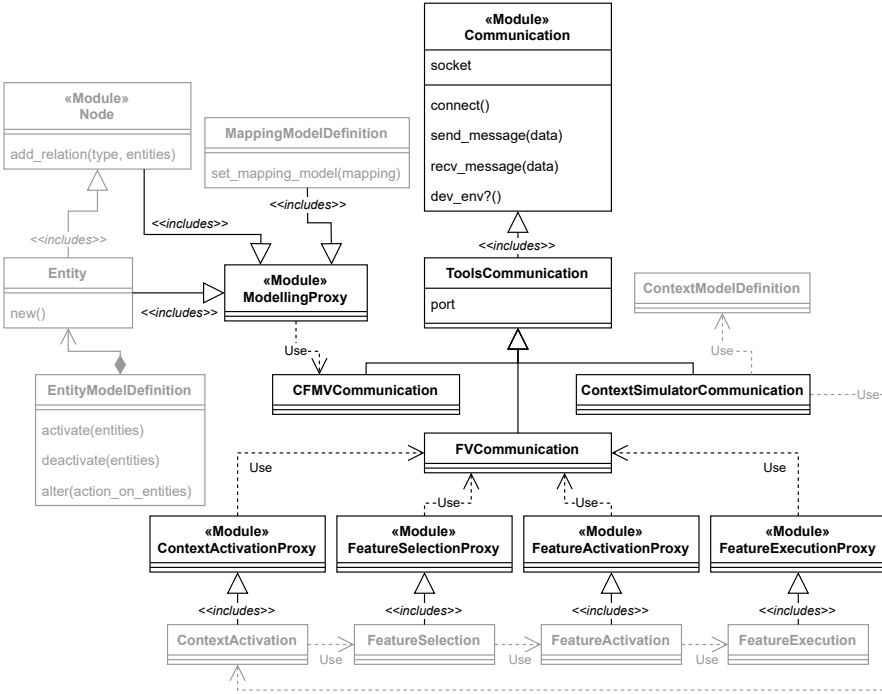 «Module»
Communication
socket
connect()
send_message(data)
recv_message(data)
dev_env?()
«Module»
Node
add_relation(type, entities)
MappingModelDefinition
set_mapping_model(mapping)
<<includes>>
<<includes>>
<<includes>>
<<includes>>
Entity
new()
<<includes>>
«Module»
ModellingProxy
ToolsCommunication
port
ContextModelDefinition
Use
Use
EntityModelDefinition
activate(entities)
deactivate(entities)
alter(action_on_entities)
CFMVCommunication
ContextSimulatorCommunication
Use
FVCommunication
Use
Use
Use
Use
«Module»
ContextActivationProxy
«Module»
FeatureSelectionProxy
«Module»
FeatureActivationProxy
«Module»
FeatureExecutionProxy
<<includes>>
<<includes>>
<<includes>>
<<includes>>
ContextActivation
FeatureSelection
FeatureActivation
FeatureExecution
Use
Use
Use